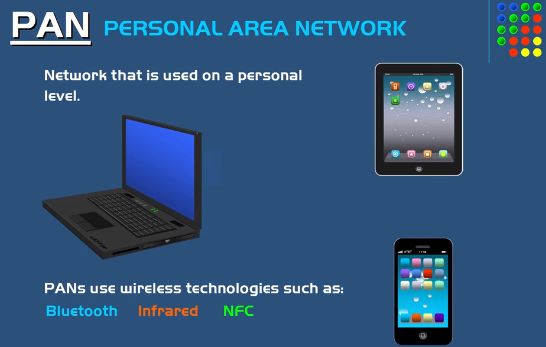 PAN PERSONAL AREA NETWORK
Network that is used on a personal
level.
PANs use wireless technologies such as:
Bluetooth Infrared NFC